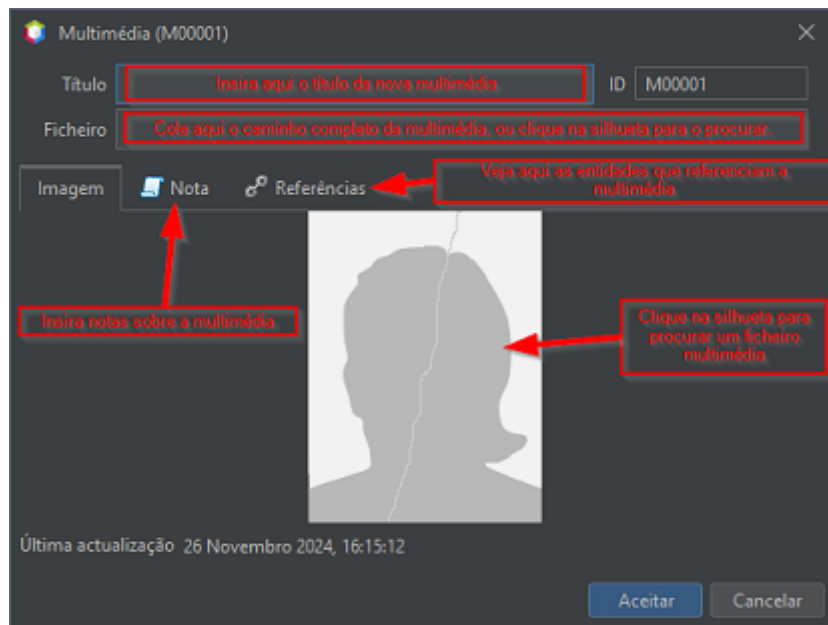 Multimédia (M00001)
Título
Insira aqui o título da nova multimédia.
ID
M00001
Ficheiro
Cole aqui o caminho completo da multimédia, ou clique na silhueta para o procurar.
Imagem
Nota
Referências
Veja aqui as entidades que referenciam a
multimédia.
Insira notas sobre a multimédia.
Clique na silhueta para
procurar um ficheiro
multimédia.
Última actualização 26 Novembro 2024, 16:15:12
Aceitar
Cancelar